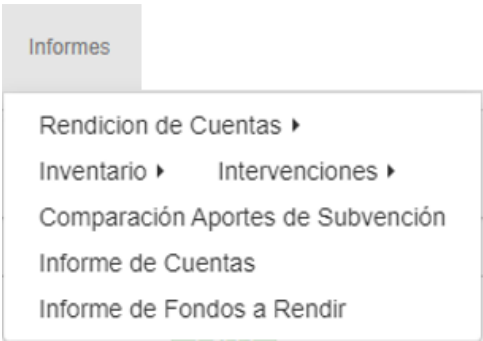 Informes
Rendicion de Cuentas
Inventario Intervenciones
Comparación Aportes de Subvención
Informe de Cuentas
Informe de Fondos a Rendir